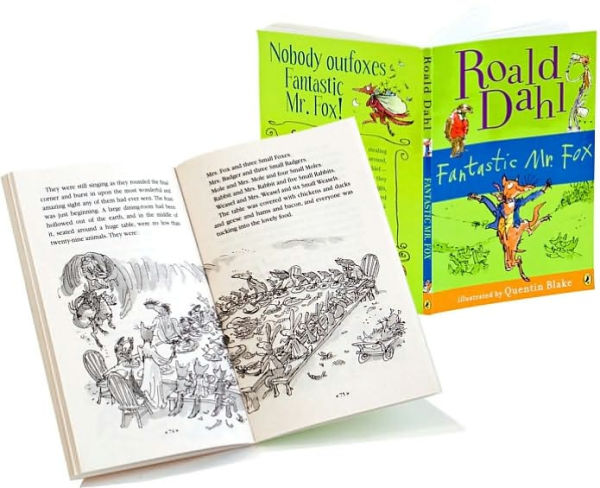 Nobody outfoxes
Fantastic
Mr. Fox!
stealing
around,
chief
ROALD DAHL
FANTASTIC MR. FOX
Roald
Dahl
Fantastic Mr. Fox
illustrated by Quentin Blake
They were still singing as they rounded the final
corner and burst in upon the most wonderful and
amazing sight any of them had ever seen. The feast
was just beginning. A large dining-room had been
hollowed out of the earth, and in the middle of
it, seated around a huge table, were no less than
twenty-nine animals. They were:
74
Mrs. Fox and three Small Foxes.
Mrs. Badger and three Small Badgers.
Mole and Mrs. Mole and four Small Moles.
Rabbit and Mrs. Rabbit and five Small Rabbits.
Weasel and Mrs. Weasel and six Small Weasels.
The table was covered with chickens and ducks
and geese and hams and bacon, and everyone was
tucking into the lovely food.
75